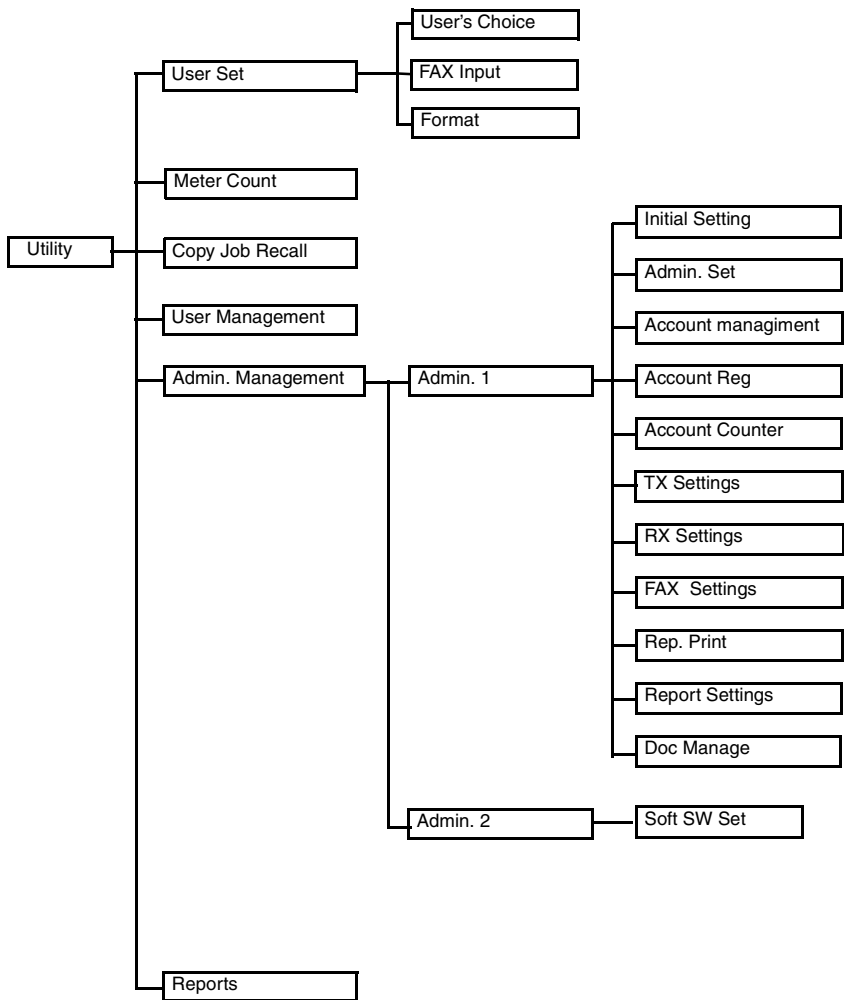 User's Choice
User Set
FAX Input
Format
Meter Count
Initial Setting
Utility
Copy Job Recall
Admin. Set
User Management
Account managiment
Admin. Management
Admin. 1
Account Reg
Account Counter
TX Settings
RX Settings
FAX  Settings
Rep. Print
Report Settings
Doc Manage
Admin. 2
Soft SW Set
Reports